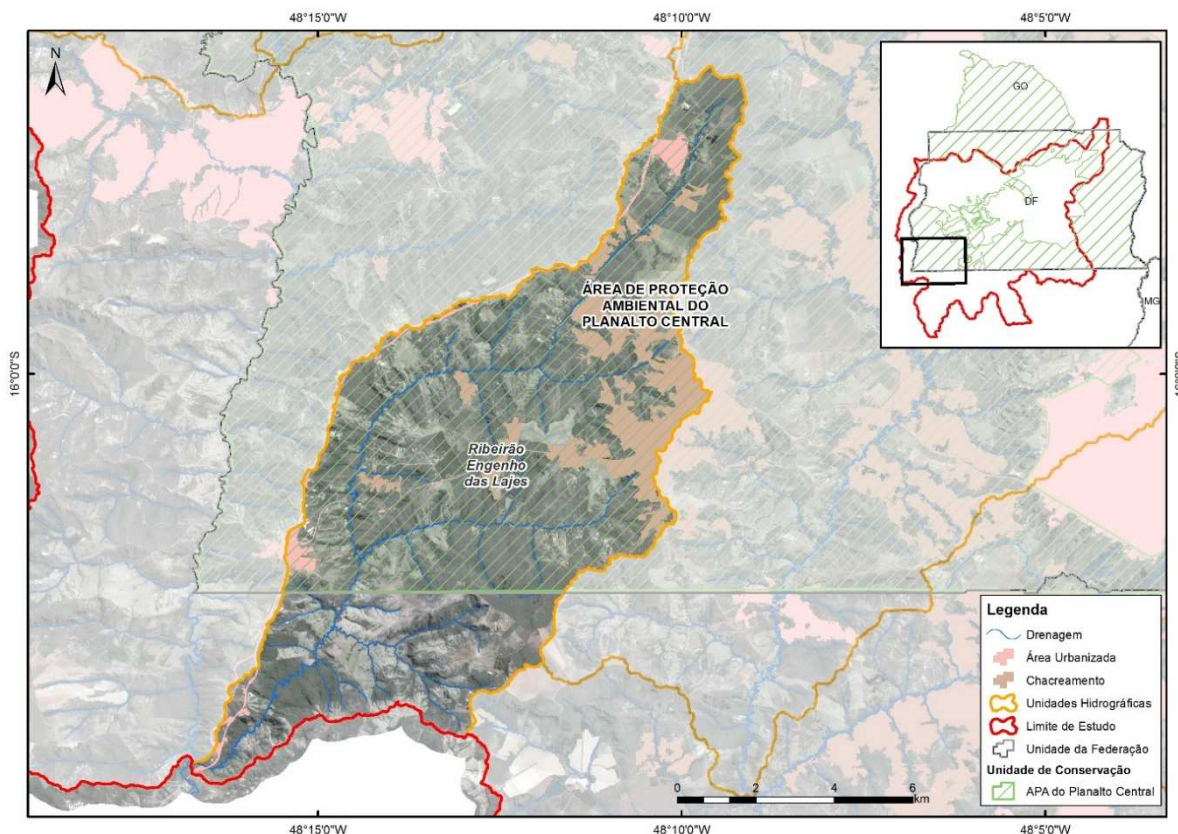 48°15'0"W
48°10'0"W
48°5'0"W
N
GO
DF
MG
ÁREA DE PROTEÇÃO
AMBIENTAL DO
PLANALTO CENTRAL
16°0'0"S
16°0'0"S
Ribeirão
Engenho
das Lajes
Legenda
Drenagem
Área Urbanizada
Chacreamento
Unidades Hidrográficas
Limite de Estudo
Unidade da Federação
Unidade de Conservação
APA do Planalto Central
0 2 4 6
km
48°15'0"W
48°10'0"W
48°5'0"W